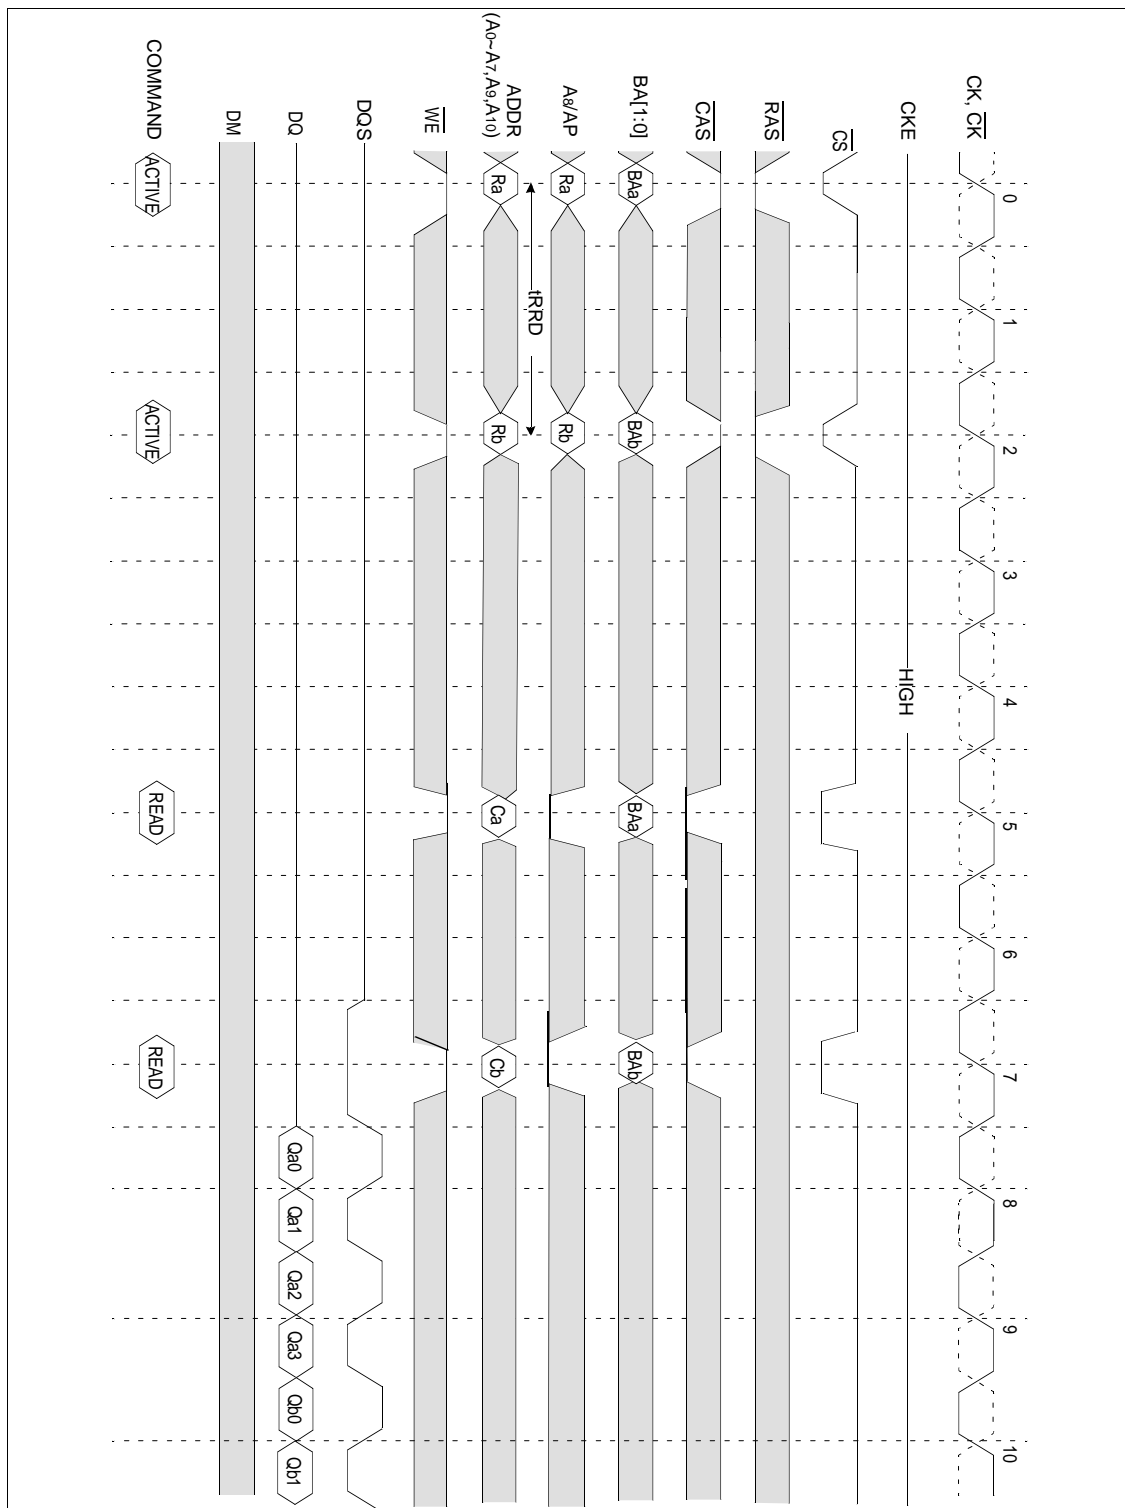 0 1 2 3 4 5 6 7 8 9 10
CK, CK
CKE HIGH
CS
RAS
CAS
BA[1:0] BAa BAb BAa BAb
A8/AP Ra Rb
tRRD
ADDR Ra Rb Ca Cb
(A0~A7,A9,A10)
WE
DQS
DQ Qa0 Qa1 Qa2 Qa3 Qb0 Qb1
DM
COMMAND ACTIVE ACTIVE READ READ